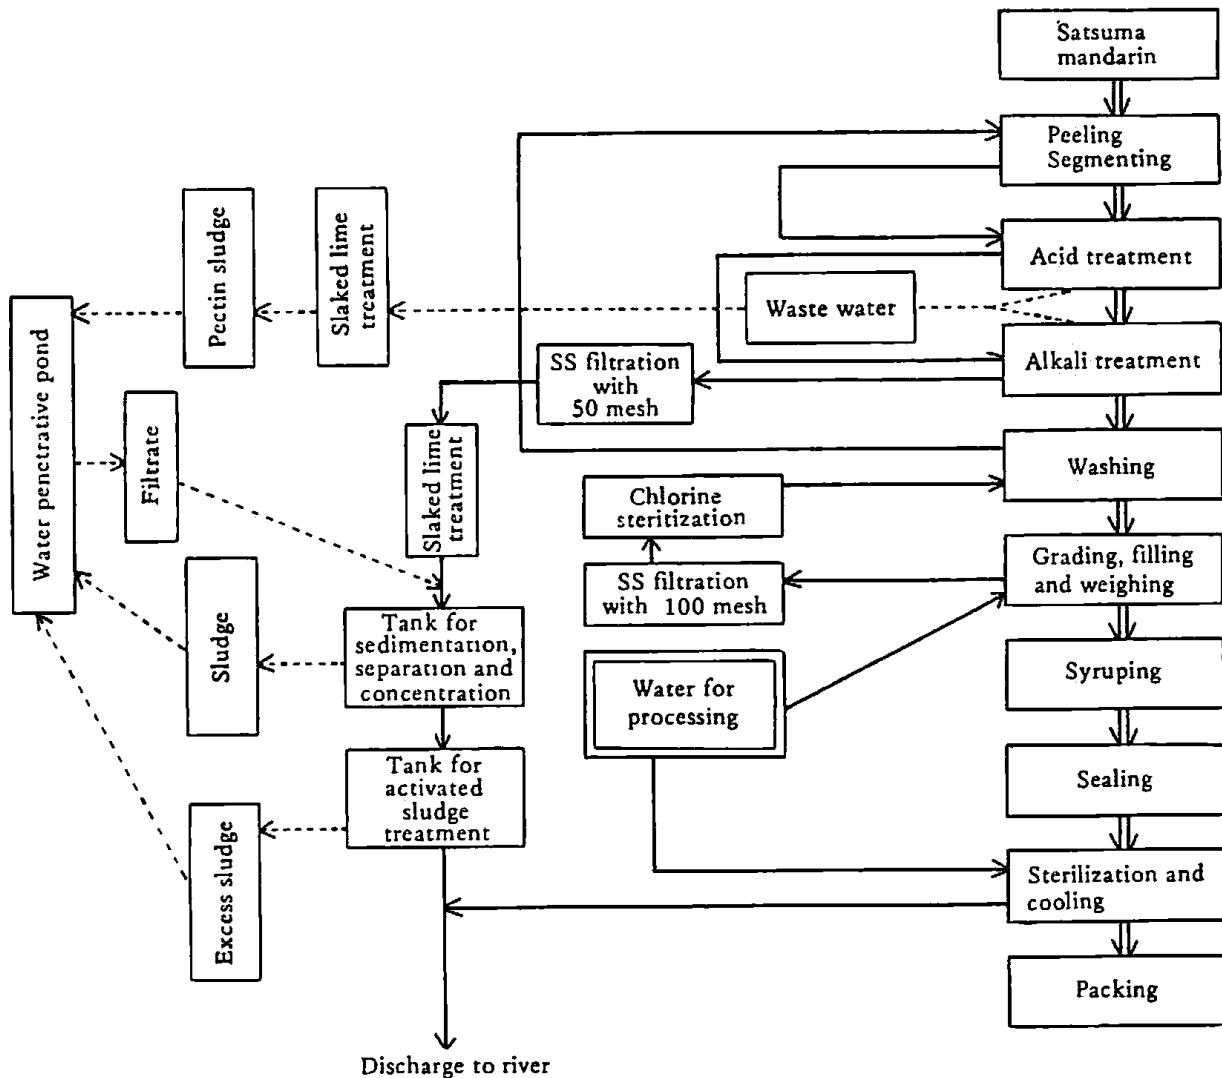 Satsuma
mandarin
Peeling
Segmenting
Acid treatment
Waste water
Alkali treatment
Slaked lime
treatment
Pectin sludge
Water penetrative pond
SS filtration
with
50 mesh
Slaked lime
treatment
Filtrate
Washing
Chlorine
steritization
SS filtration
with 100 mesh
Grading, filling
and weighing
Tank for
sedimentation,
separation and
concentration
Sludge
Water for
processing
Syruping
Sealing
Tank for
activated
sludge
treatment
Excess sludge
Sterilization and
cooling
Packing
Discharge to river